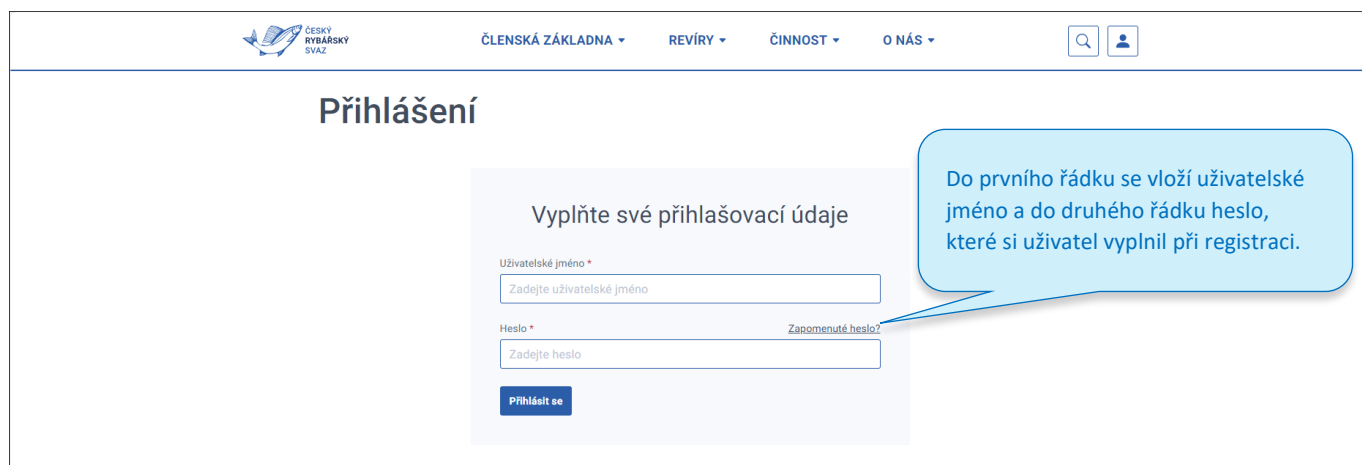 ČESKÝ
RYBÁŘSKÝ
SVAZ
ČLENSKÁ ZÁKLADNA
REVÍRY
ČINNOST
O NÁS
Přihlášení
Do prvního řádku se vloží uživatelské
jméno a do druhého řádku heslo,
které si uživatel vyplnil při registraci.
Vyplňte své přihlašovací údaje
Uživatelské jméno *
Zadejte uživatelské jméno
Heslo *
Zapomenuté heslo?
Zadejte heslo
Přihlásit se